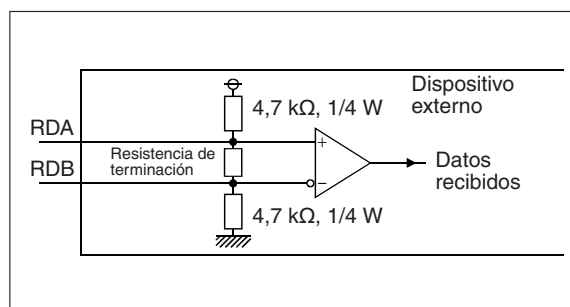 Dispositivo
externo
4,7 kΩ, 1/4 W
RDA
+
Resistencia de
terminación
RDB
−
Datos
recibidos
4,7 kΩ, 1/4 W